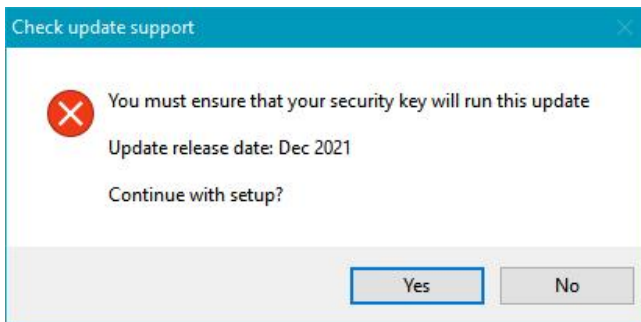 Check update support
You must ensure that your security key will run this update
Update release date: Dec 2021
Continue with setup?
Yes
No